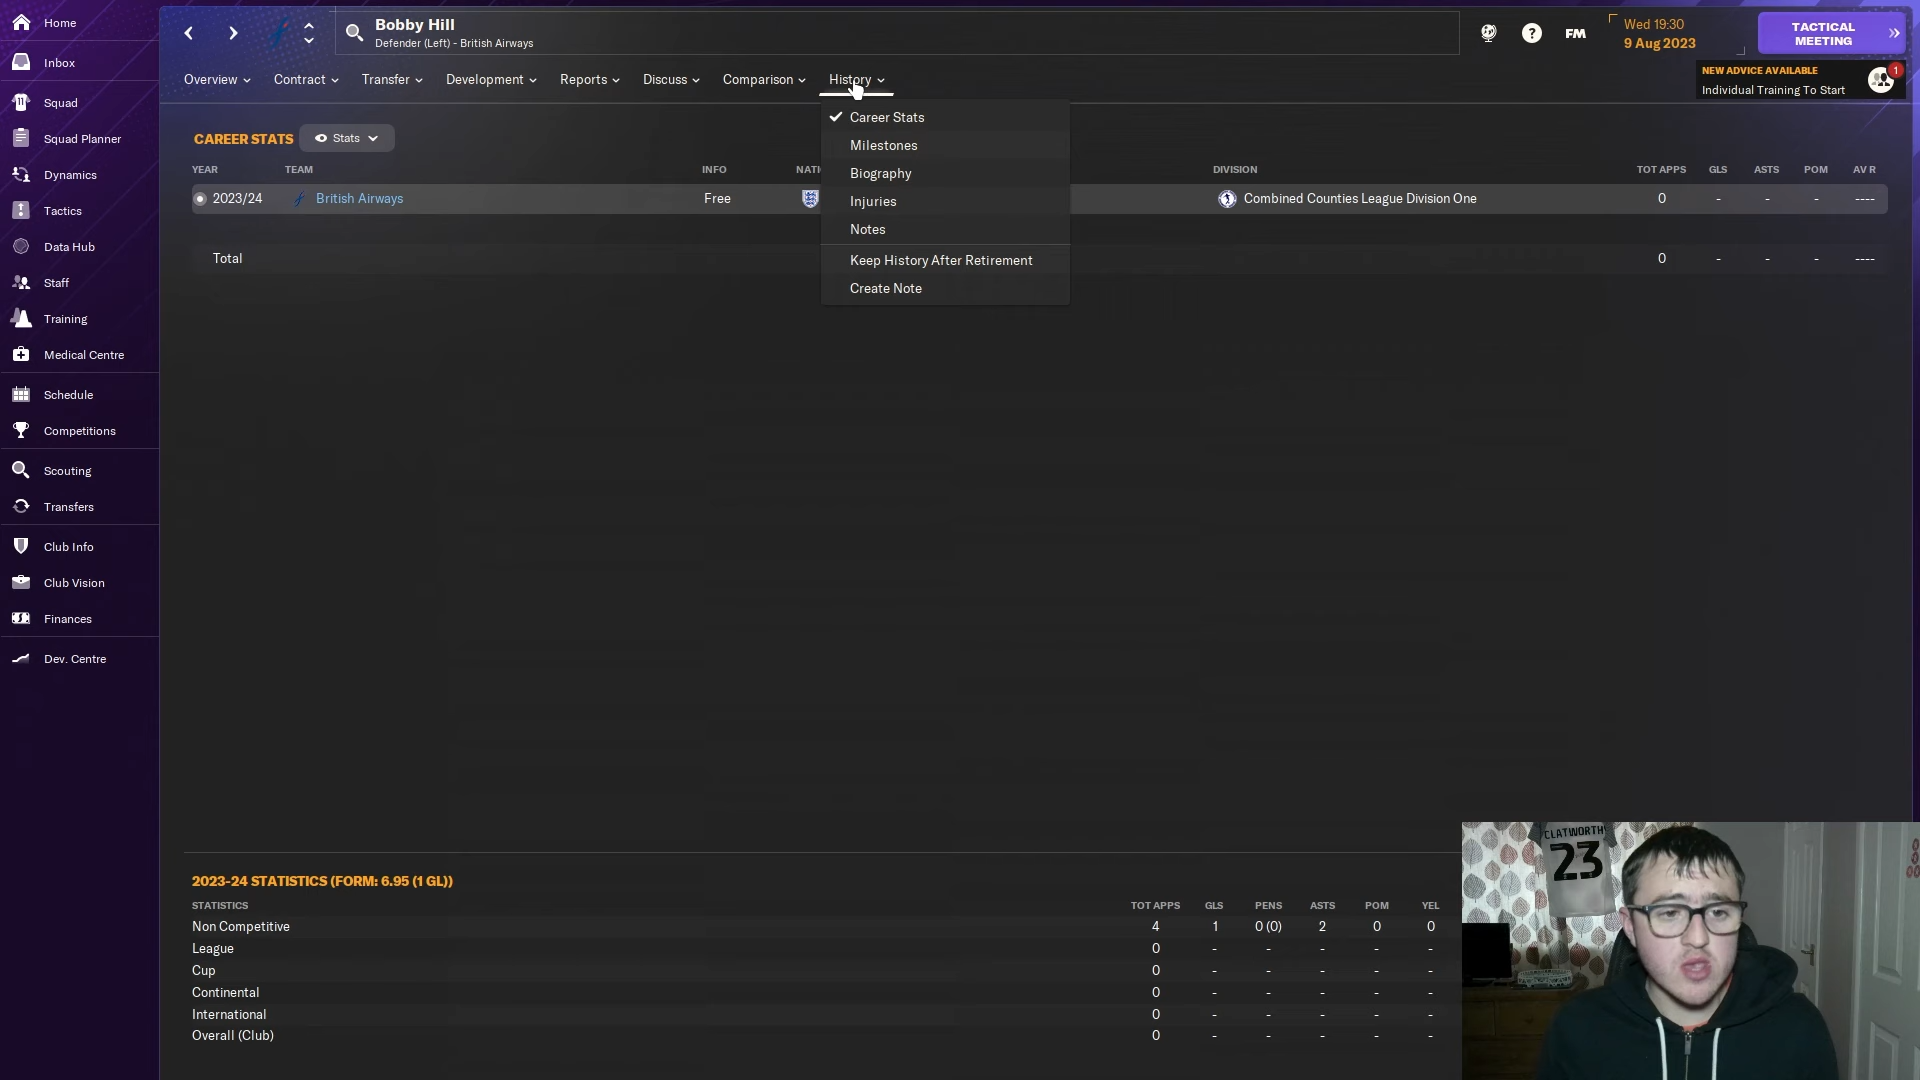 Home
Inbox
Squad
Squad Planner
Dynamics
Tactics
Data Hub
Staff
Training
Medical Centre
Schedule
Competitions
Scouting
Transfers
Club Info
Club Vision
Finances
Dev. Centre
Bobby Hill
Defender (Left) - British Airways
?
FM
Wed 19:30
9 Aug 2023
TACTICAL
MEETING
Overview
Contract
Transfer
Development
Reports
Discuss
Comparison
History
NEW ADVICE AVAILABLE
Individual Training To Start
1
Career Stats
Milestones
Biography
Injuries
Notes
Keep History After Retirement
Create Note
CAREER STATS
Stats
YEAR TEAM INFO NATI DIVISION TOT APPS GLS ASTS POM AV R
2023/24 British Airways Free Combined Counties League Division One 0 - - - ----
Total 0 - - - ----
2023-24 STATISTICS (FORM: 6.95 (1 GL))
STATISTICS TOT APPS GLS PENS ASTS POM YEL
Non Competitive 4 1 0 (0) 2 0 0
League 0 - - - - -
Cup 0 - - - - -
Continental 0 - - - - -
International 0 - - - - -
Overall (Club) 0 - - - - -
CLATWORTHY
23